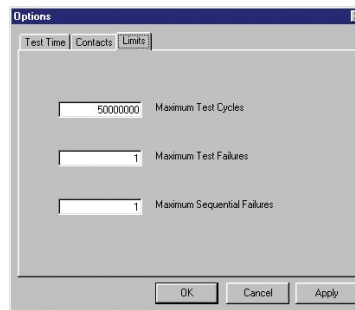 Options
Test Time Contacts Limits
50000000 Maximum Test Cycles
1 Maximum Test Failures
1 Maximum Sequential Failures
OK Cancel Apply